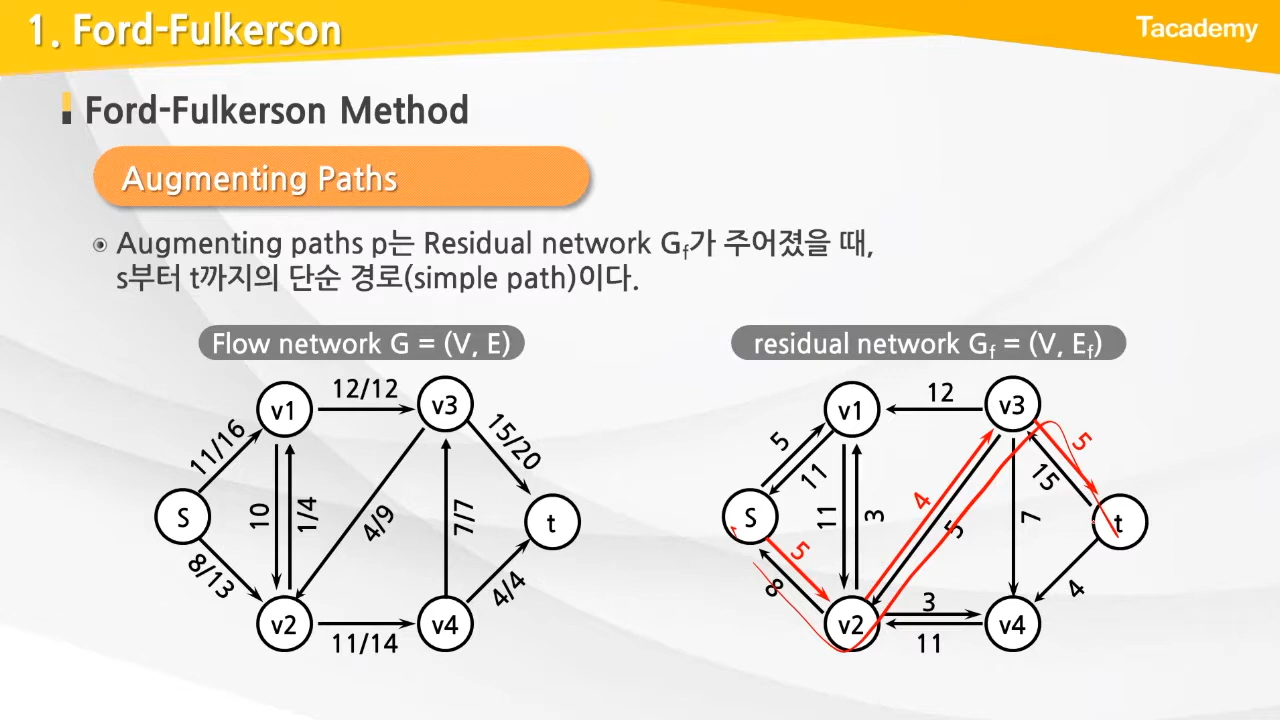 1. Ford-Fulkerson
Tacademy
Ford-Fulkerson Method
Augmenting Paths
Augmenting paths p는 Residual network Gf가 주어졌을 때,
s부터 t까지의 단순 경로(simple path)이다.
Flow network G = (V, E)
residual network Gf = (V, Ef)
12/12
v1
v3
11/16
15/20
S
10
1/4
4/9
7/7
t
8/13
4/4
v2
v4
11/14
12
v1
v3
5
5
11
15
4
S
11
3
5
7
t
5
8
4
3
v2
v4
11